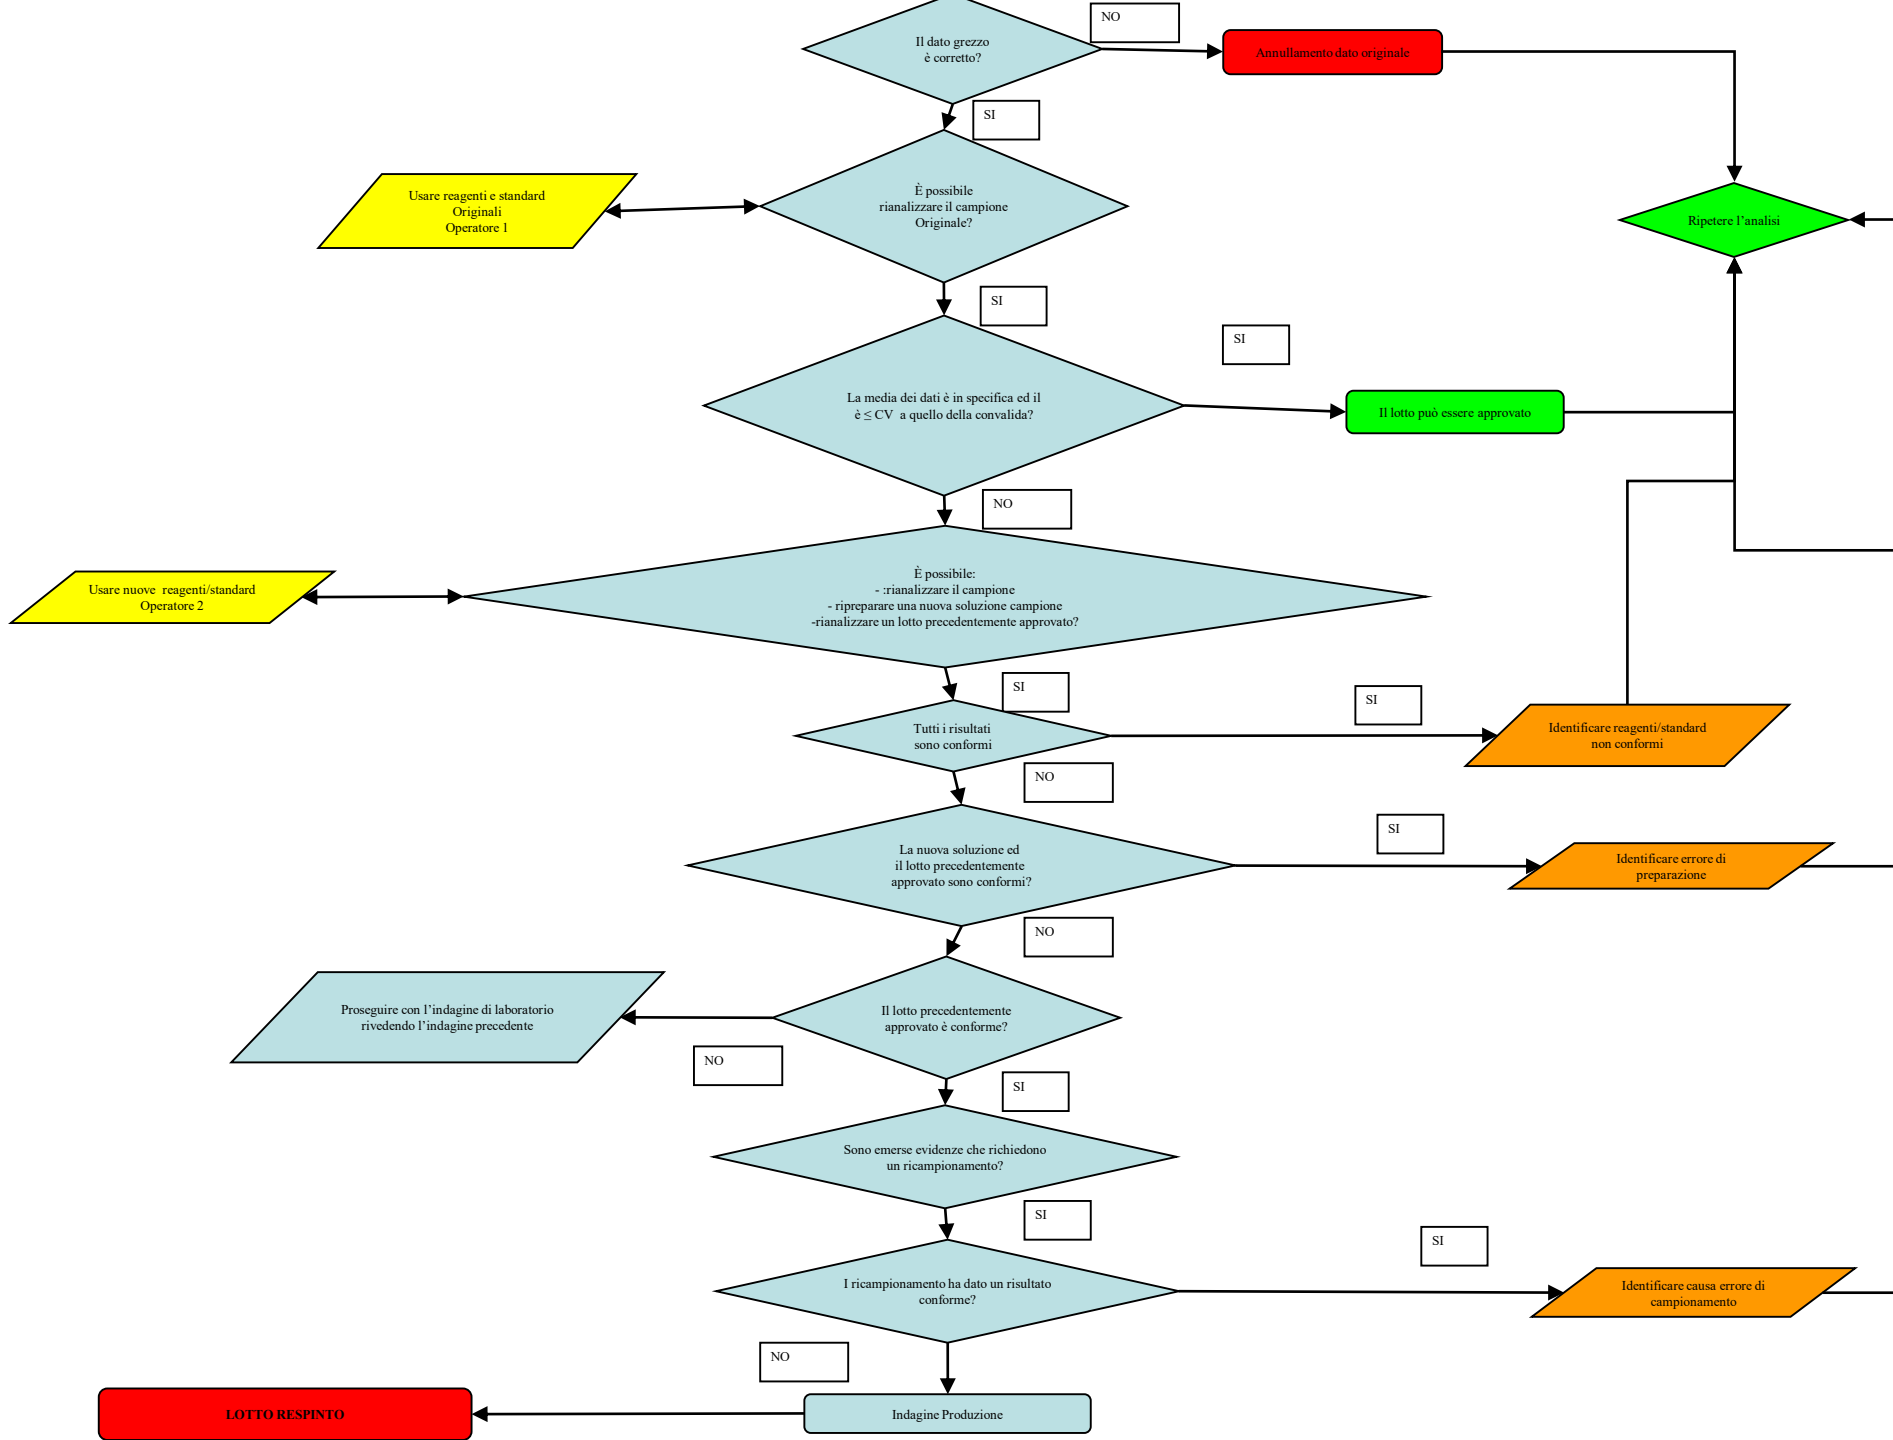 NO
Il dato grezzo
è corretto?
Annullamento dato originale
SI
Usare reagenti e standard
Originali
Operatore 1
È possibile
rianalizzare il campione
Originale?
Ripetere l'analisi
SI
SI
La media dei dati è in specifica ed il
è ≤ CV a quello della convalida?
Il lotto può essere approvato
NO
Usare nuove reagenti/standard
Operatore 2
È possibile:
- :rianalizzare il campione
- ripreparare una nuova soluzione campione
-rianalizzare un lotto precedentemente approvato?
SI
SI
Tutti i risultati
sono conformi
Identificare reagenti/standard
non conformi
NO
SI
La nuova soluzione ed
il lotto precedentemente
approvato sono conformi?
Identificare errore di
preparazione
NO
Proseguire con l'indagine di laboratorio
rivedendo l'indagine precedente
Il lotto precedentemente
approvato è conforme?
NO
SI
Sono emerse evidenze che richiedono
un ricampionamento?
SI
SI
I ricampionamento ha dato un risultato
conforme?
Identificare causa errore di
campionamento
NO
LOTTO RESPINTO
Indagine Produzione